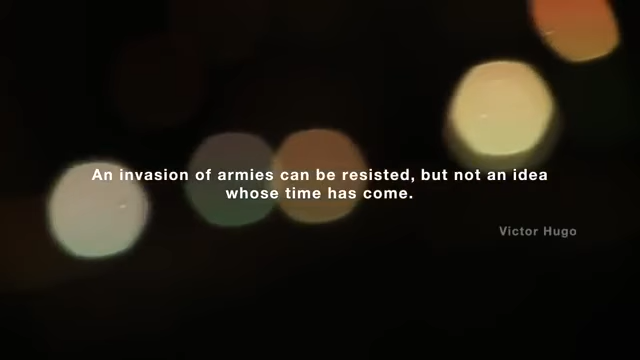 An invasion of armies can be resisted, but not an idea
whose time has come.
Victor Hugo